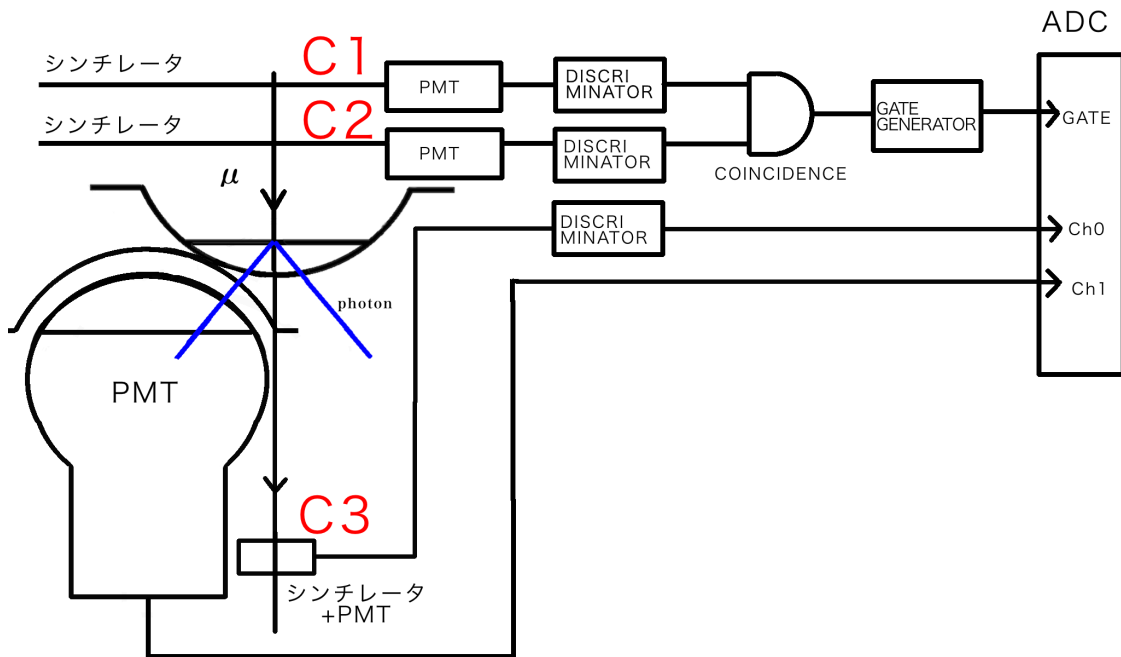 ADC
シンチレータ
C1
PMT
DISCRI
MINATOR
シンチレータ
C2
PMT
DISCRI
MINATOR
COINCIDENCE
GATE
GENERATOR
GATE
μ
DISCRI
MINATOR
Ch0
Ch1
photon
PMT
C3
シンチレータ
+PMT